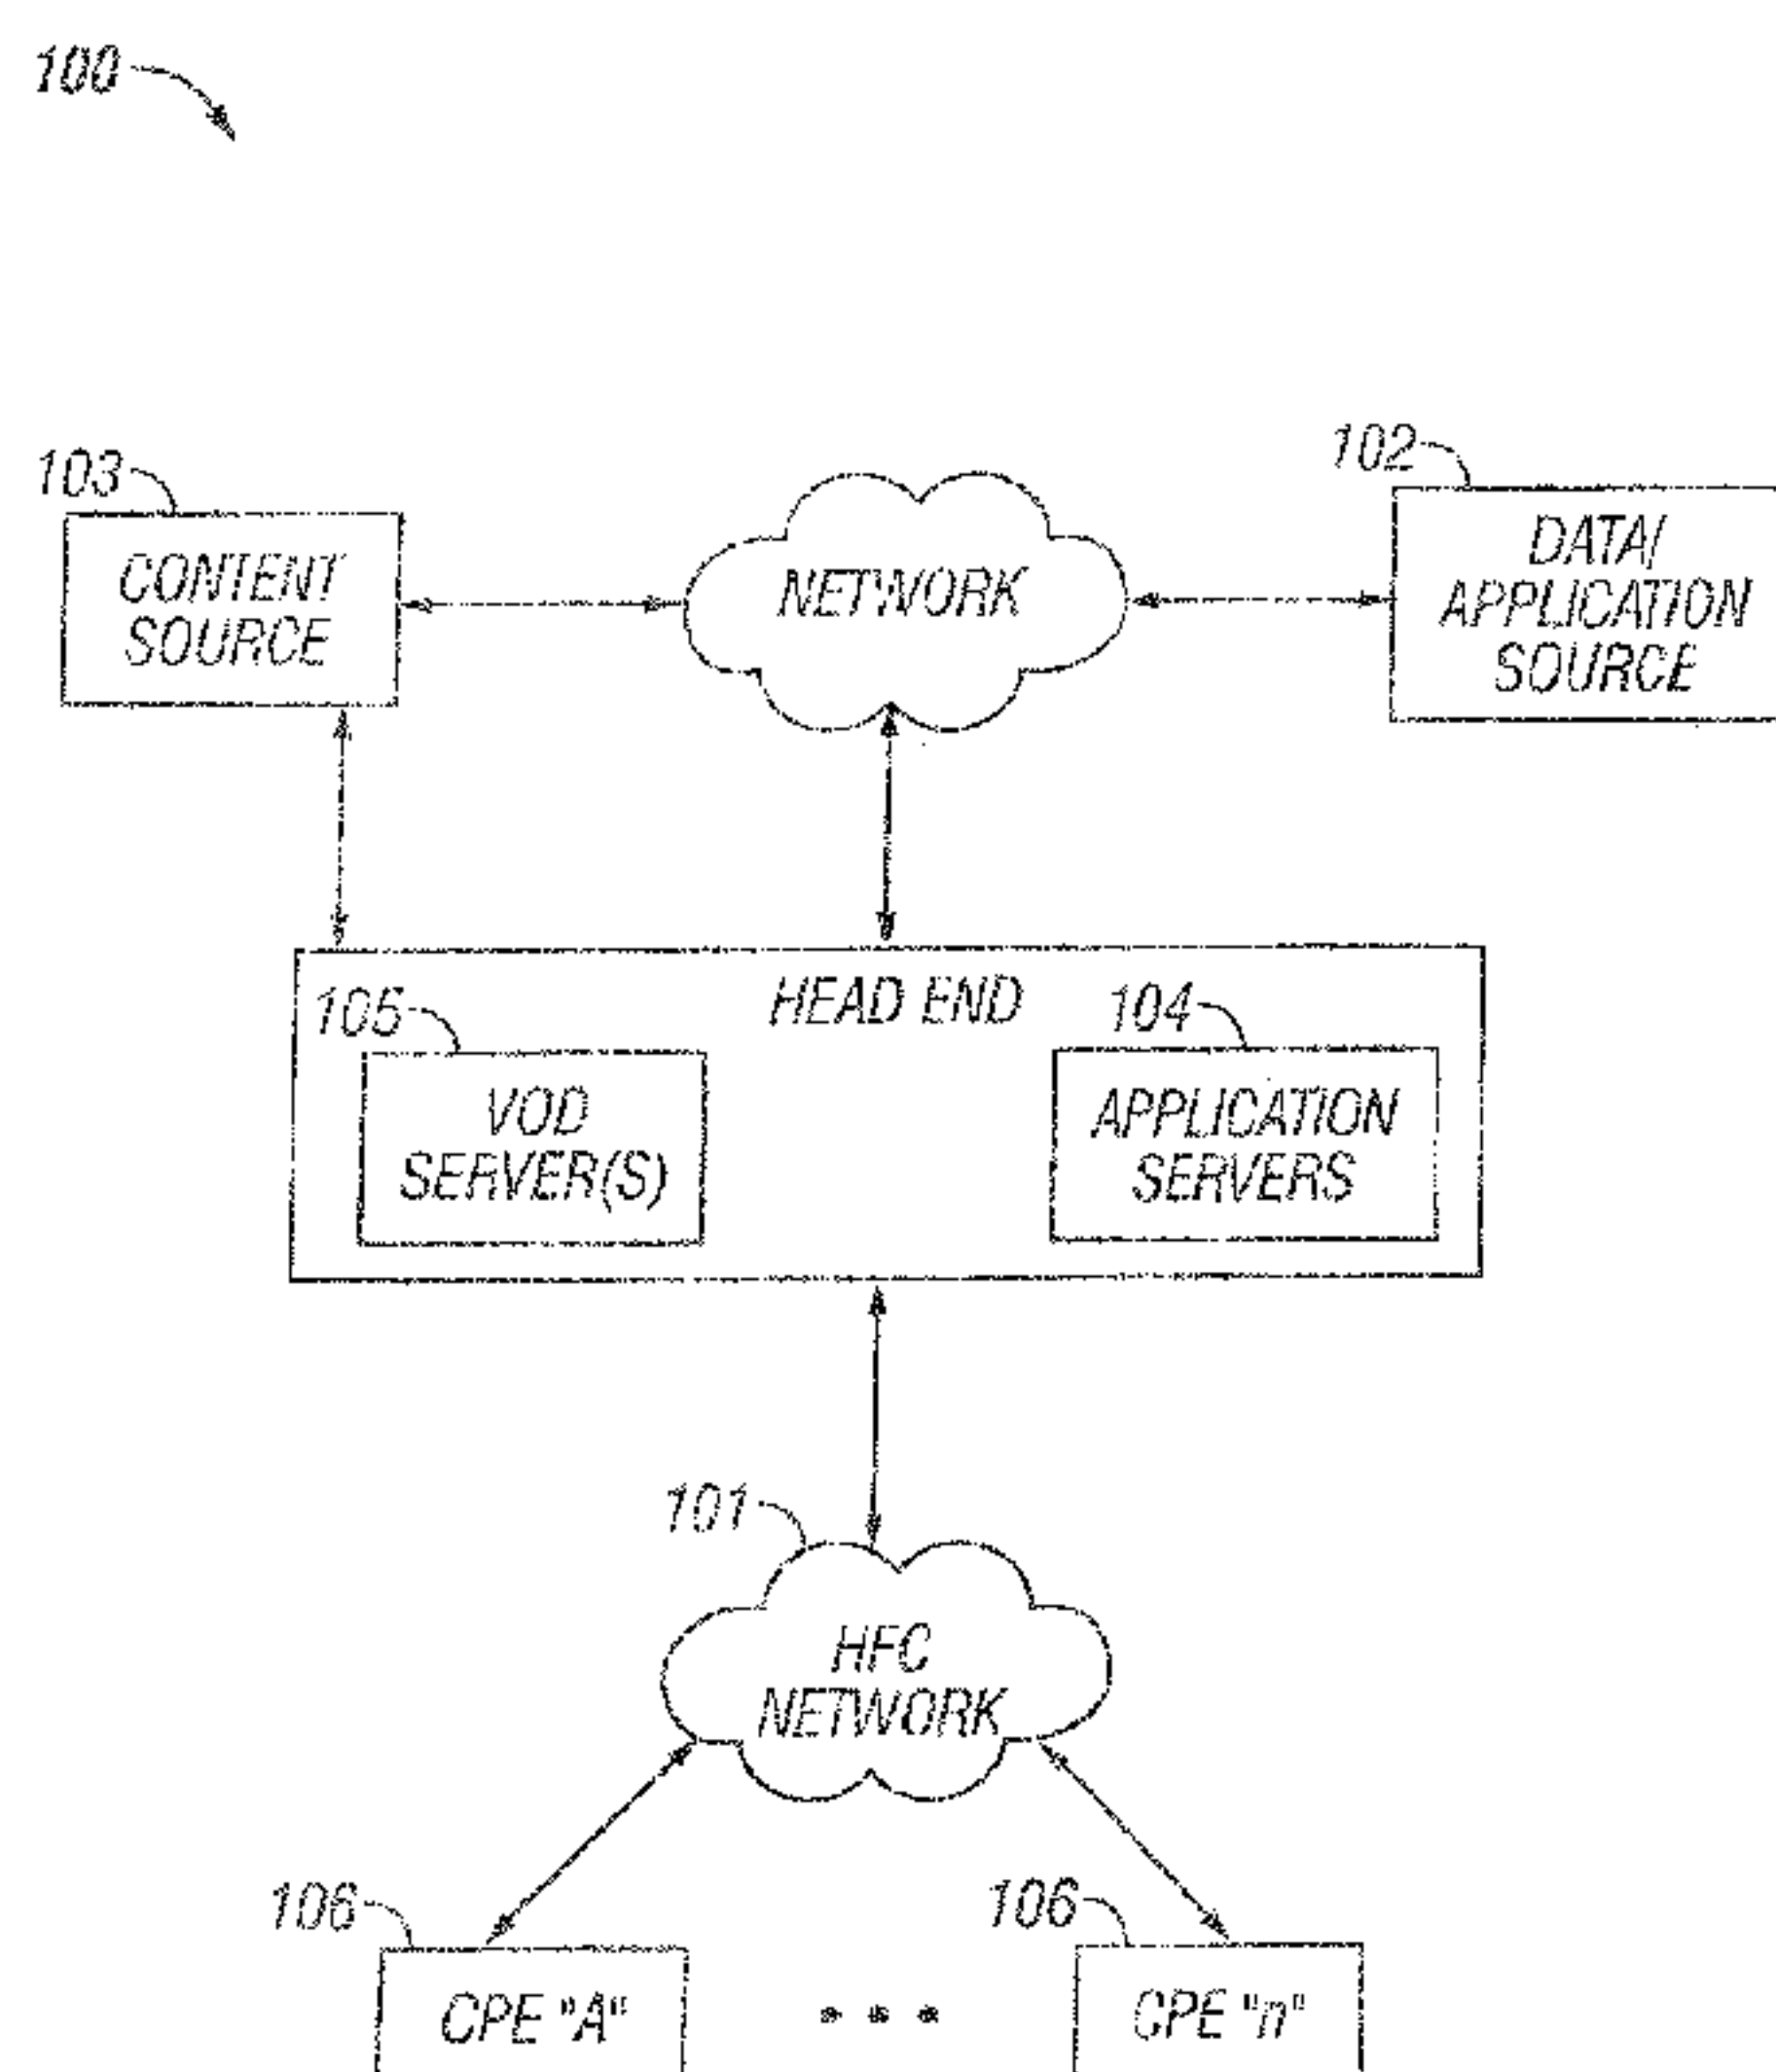 100
103
CONTENT
SOURCE
NETWORK
102
DATA/
APPLICATION
SOURCE
HEAD END
105
VOD
SERVER(S)
104
APPLICATION
SERVERS
101
HFC
NETWORK
106
CPE "A"
106
CPE "n"